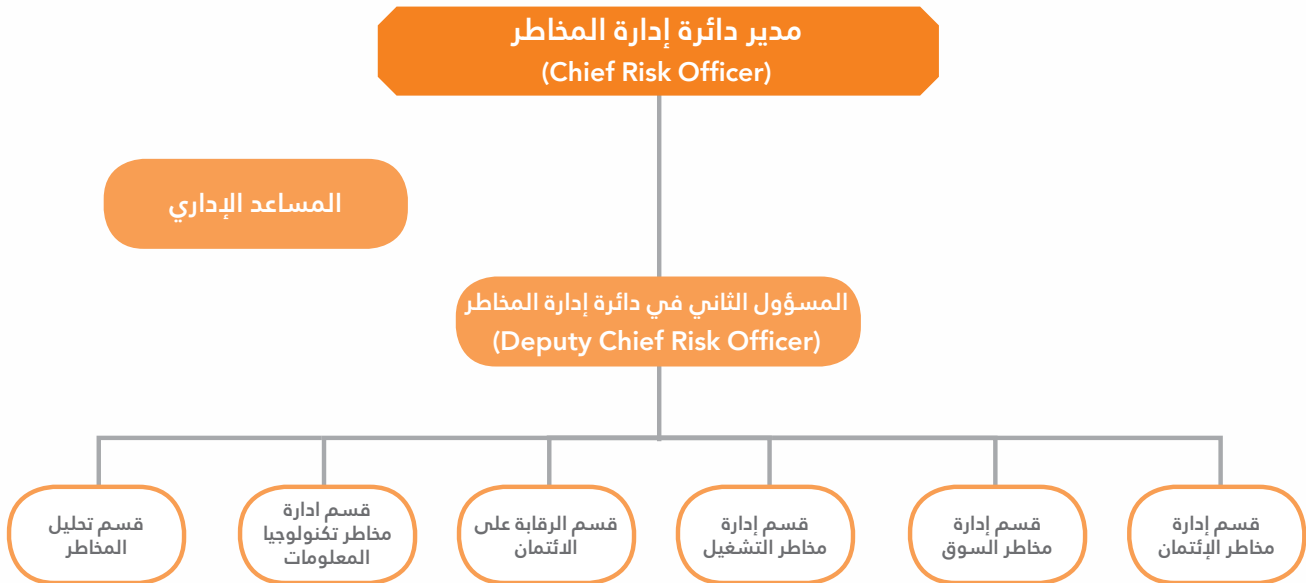 مدير دائرة إدارة المخاطر
(Chief Risk Officer)
المساعد الإداري
المسؤول الثاني في دائرة إدارة المخاطر
(Deputy Chief Risk Officer)
قسم إدارة
مخاطر الإئتمان
قسم إدارة
مخاطر السوق
قسم إدارة
مخاطر التشغيل
قسم الرقابة على
الائتمان
قسم ادارة
مخاطر تكنولوجيا
المعلومات
قسم تحليل
المخاطر